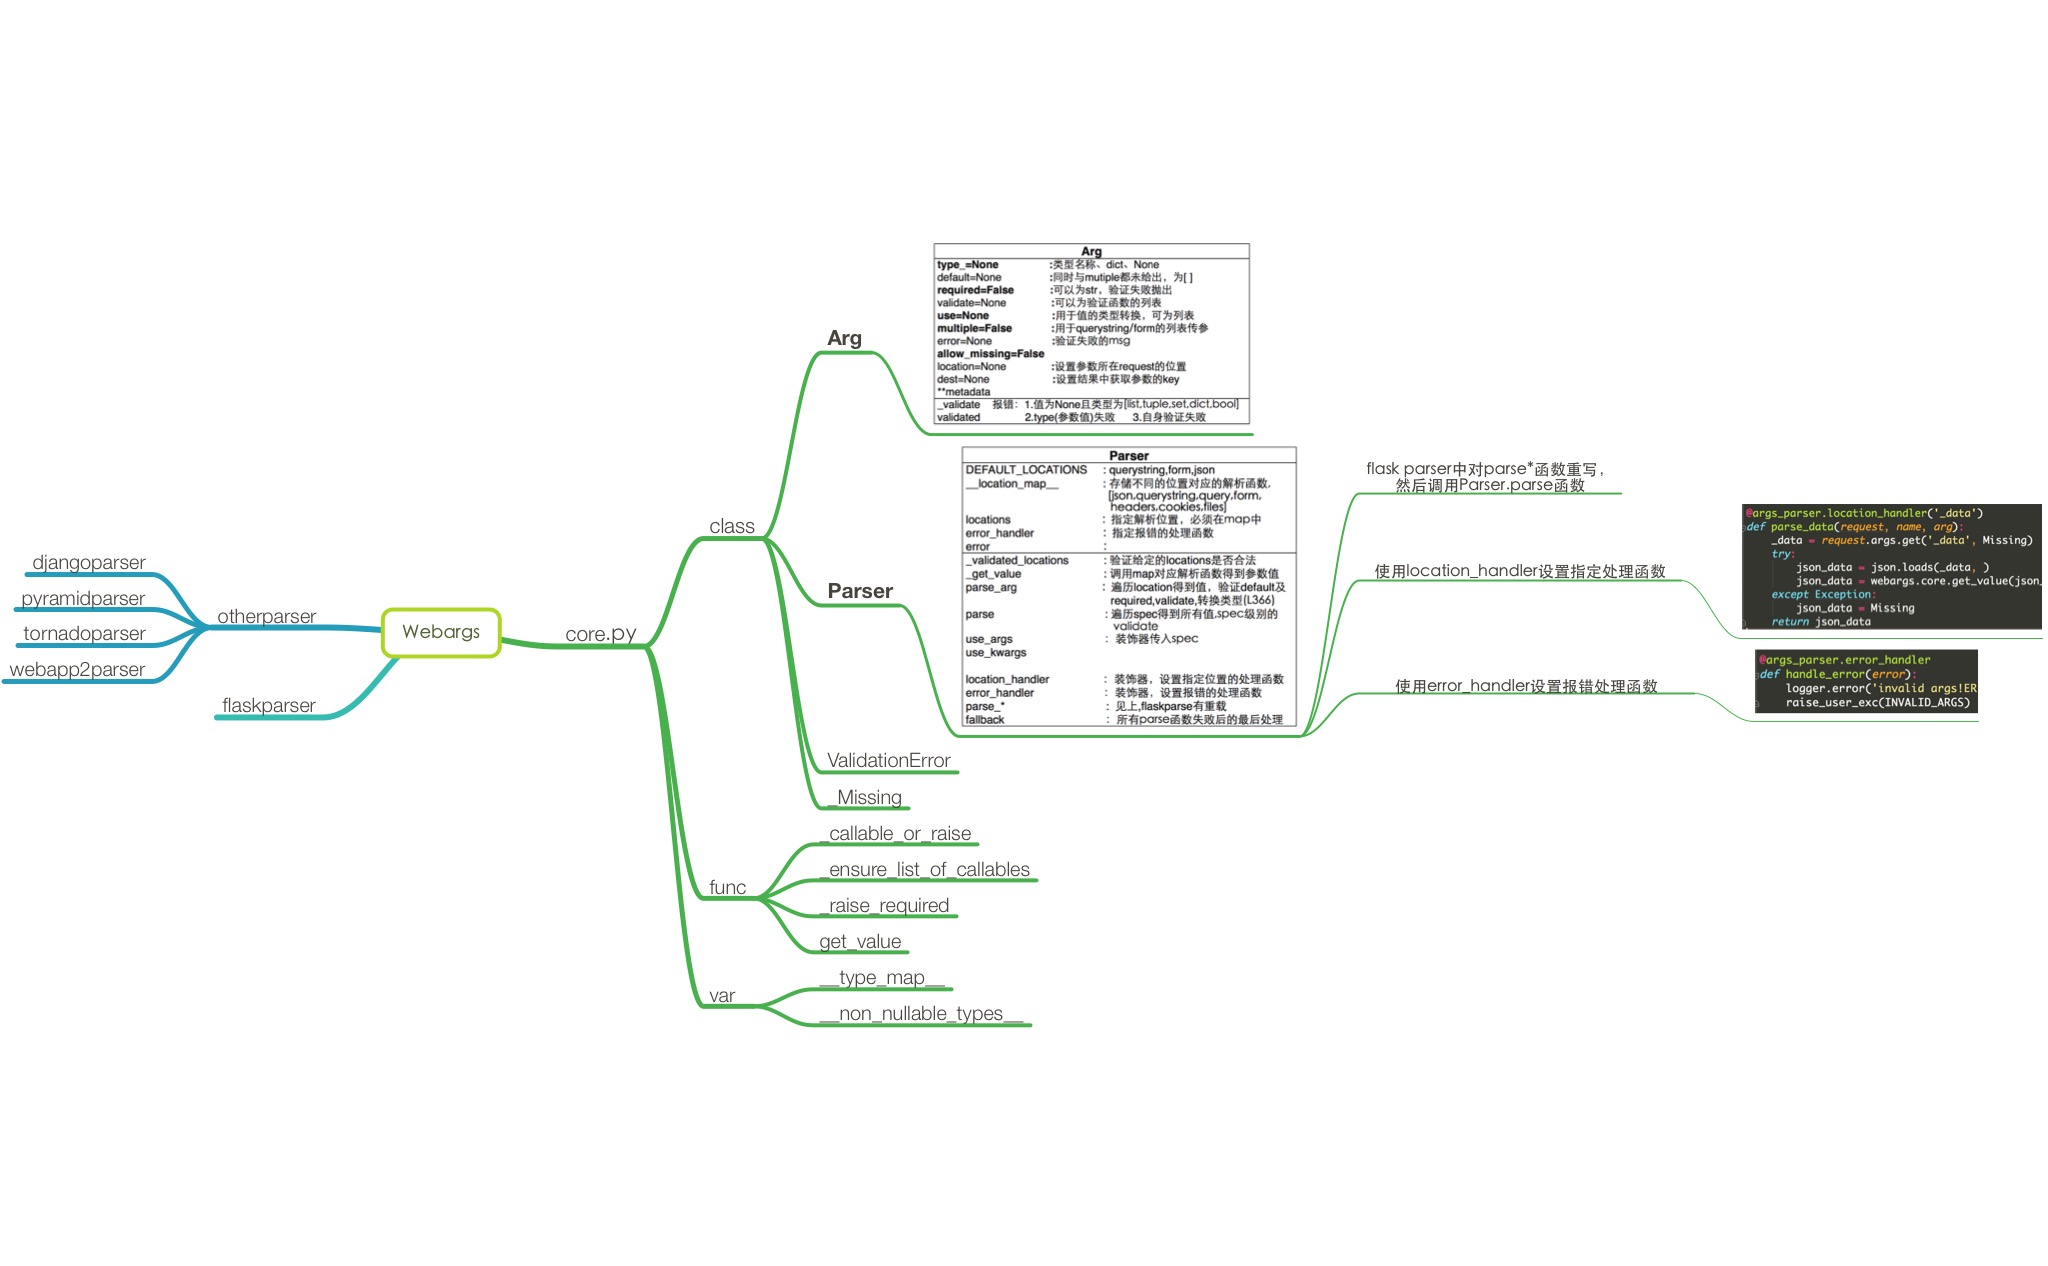 Webargs
otherparser
djangoparser
pyramidparser
tornadoparser
webapp2parser
flaskparser
core.py
class
Arg
Arg
type_=None :类型名称、dict、None
default=None :同时与mutiple都未给出，为[ ]
required=False :可以为str，验证失败抛出
validate=None :可以为验证函数的列表
use=None :用于值的类型转换，可为列表
multiple=False :用于querystring/form的列表传参
error=None :验证失败的msg
allow_missing=False
location=None :设置参数所在request的位置
dest=None :设置结果中获取参数的key
**metadata
_validate 报错： 1.值为None且类型为[list,tuple,set,dict,bool]
validated 2.type(参数值)失败 3.自身验证失败
Parser
Parser
DEFAULT_LOCATIONS : querystring,form,json
__location_map__ : 存储不同的位置对应的解析函数,
[json,querystring,query,form,
headers,cookies,files]
locations : 指定解析位置，必须在map中
error_handler : 指定报错的处理函数
error :
_validated_locations : 验证给定的locations是否合法
_get_value : 调用map对应解析函数得到参数值
parse_arg : 遍历location得到值，验证default及
required,validate,转换类型(L366)
parse : 遍历spec得到所有值,spec级别的
validate
use_args : 装饰器传入spec
use_kwargs
location_handler : 装饰器，设置指定位置的处理函数
error_handler : 装饰器，设置报错的处理函数
parse_* : 见上,flaskparse有重载
fallback : 所有parse函数失败后的最后处理
flask parser中对parse*函数重写，
然后调用Parser.parse函数
使用location_handler设置指定处理函数
@args_parser.location_handler('_data')
def parse_data(request, name, arg):
_data = request.args.get('_data', Missing)
try:
json_data = json.loads(_data, )
json_data = webargs.core.get_value(json_
except Exception:
json_data = Missing
return json_data
使用error_handler设置报错处理函数
@args_parser.error_handler
def handle_error(error):
logger.error('invalid args!ER
raise_user_exc(INVALID_ARGS)
ValidationError
_Missing
func
_callable_or_raise
_ensure_list_of_callables
_raise_required
get_value
var
__type_map__
__non_nullable_types__